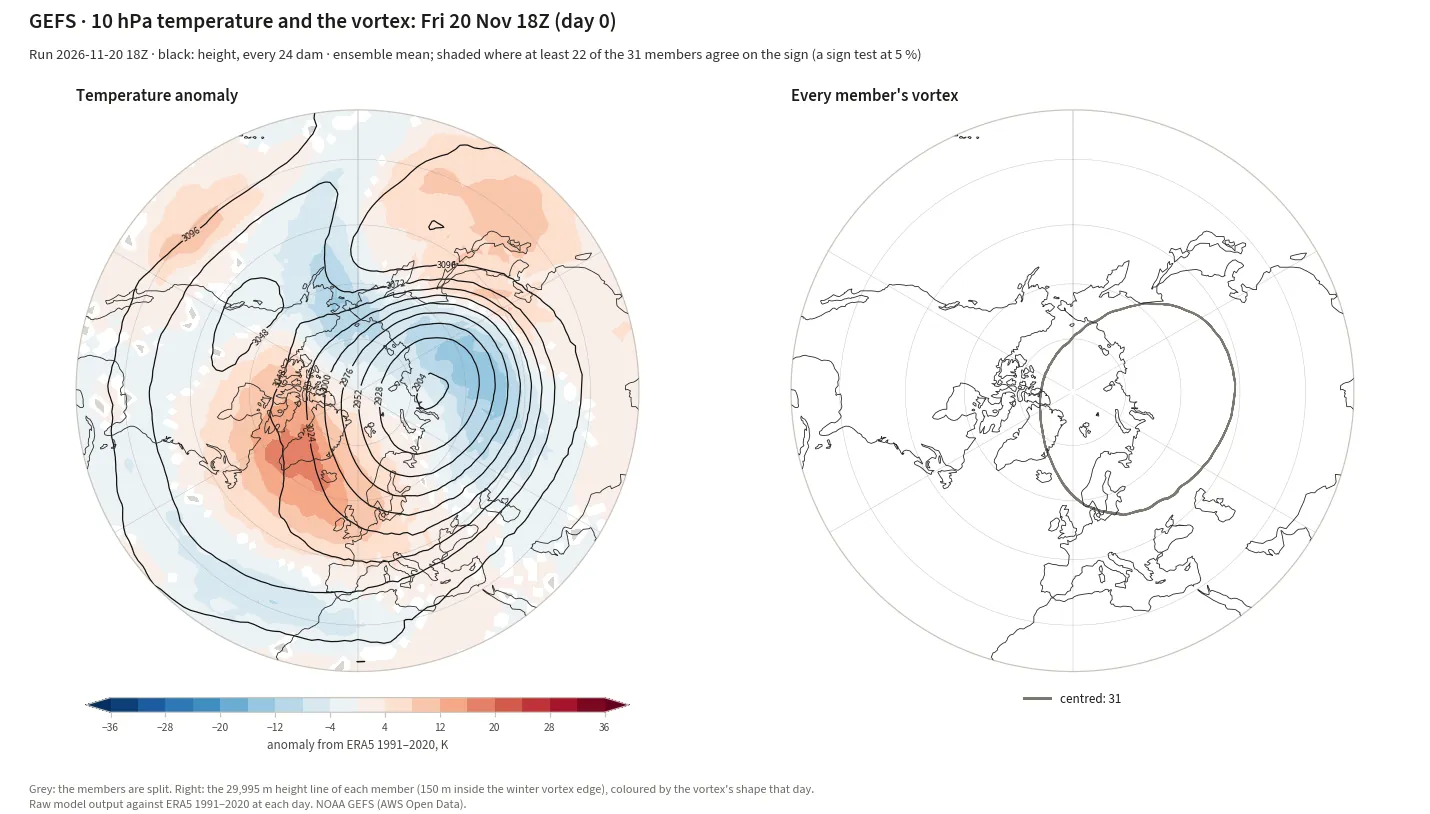 GEFS · 10 hPa temperature and the vortex: Fri 20 Nov 18Z (day 0)
Run 2026-11-20 18Z · black: height, every 24 dam · ensemble mean; shaded where at least 22 of the 31 members agree on the sign (a sign test at 5 %)
Temperature anomaly
Every member's vortex
3096
3096
3072
3048
3048
3000
2976
2952
2928
2904
3024
centred: 31
−36 −28 −20 −12 −4 4 12 20 28 36
anomaly from ERA5 1991–2020, K
Grey: the members are split. Right: the 29,995 m height line of each member (150 m inside the winter vortex edge), coloured by the vortex's shape that day.
Raw model output against ERA5 1991–2020 at each day. NOAA GEFS (AWS Open Data).